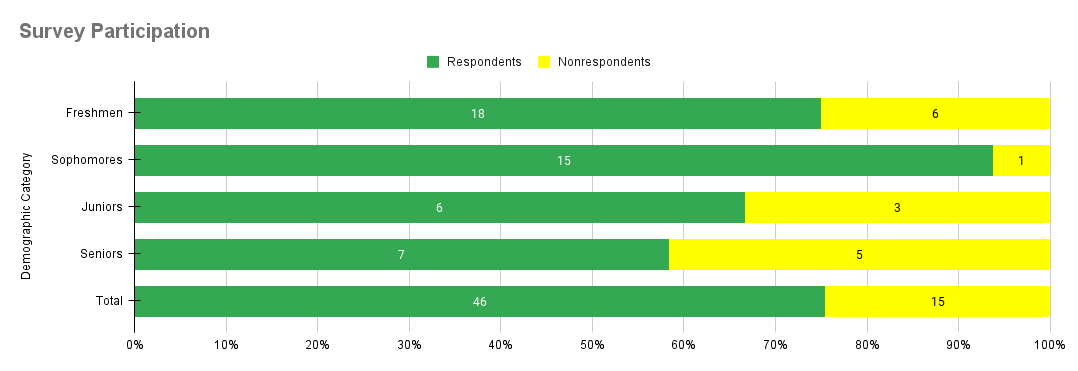 Survey Participation
Respondents Nonrespondents
Demographic Category
Freshmen 18 6
Sophomores 15 1
Juniors 6 3
Seniors 7 5
Total 46 15
0% 10% 20% 30% 40% 50% 60% 70% 80% 90% 100%